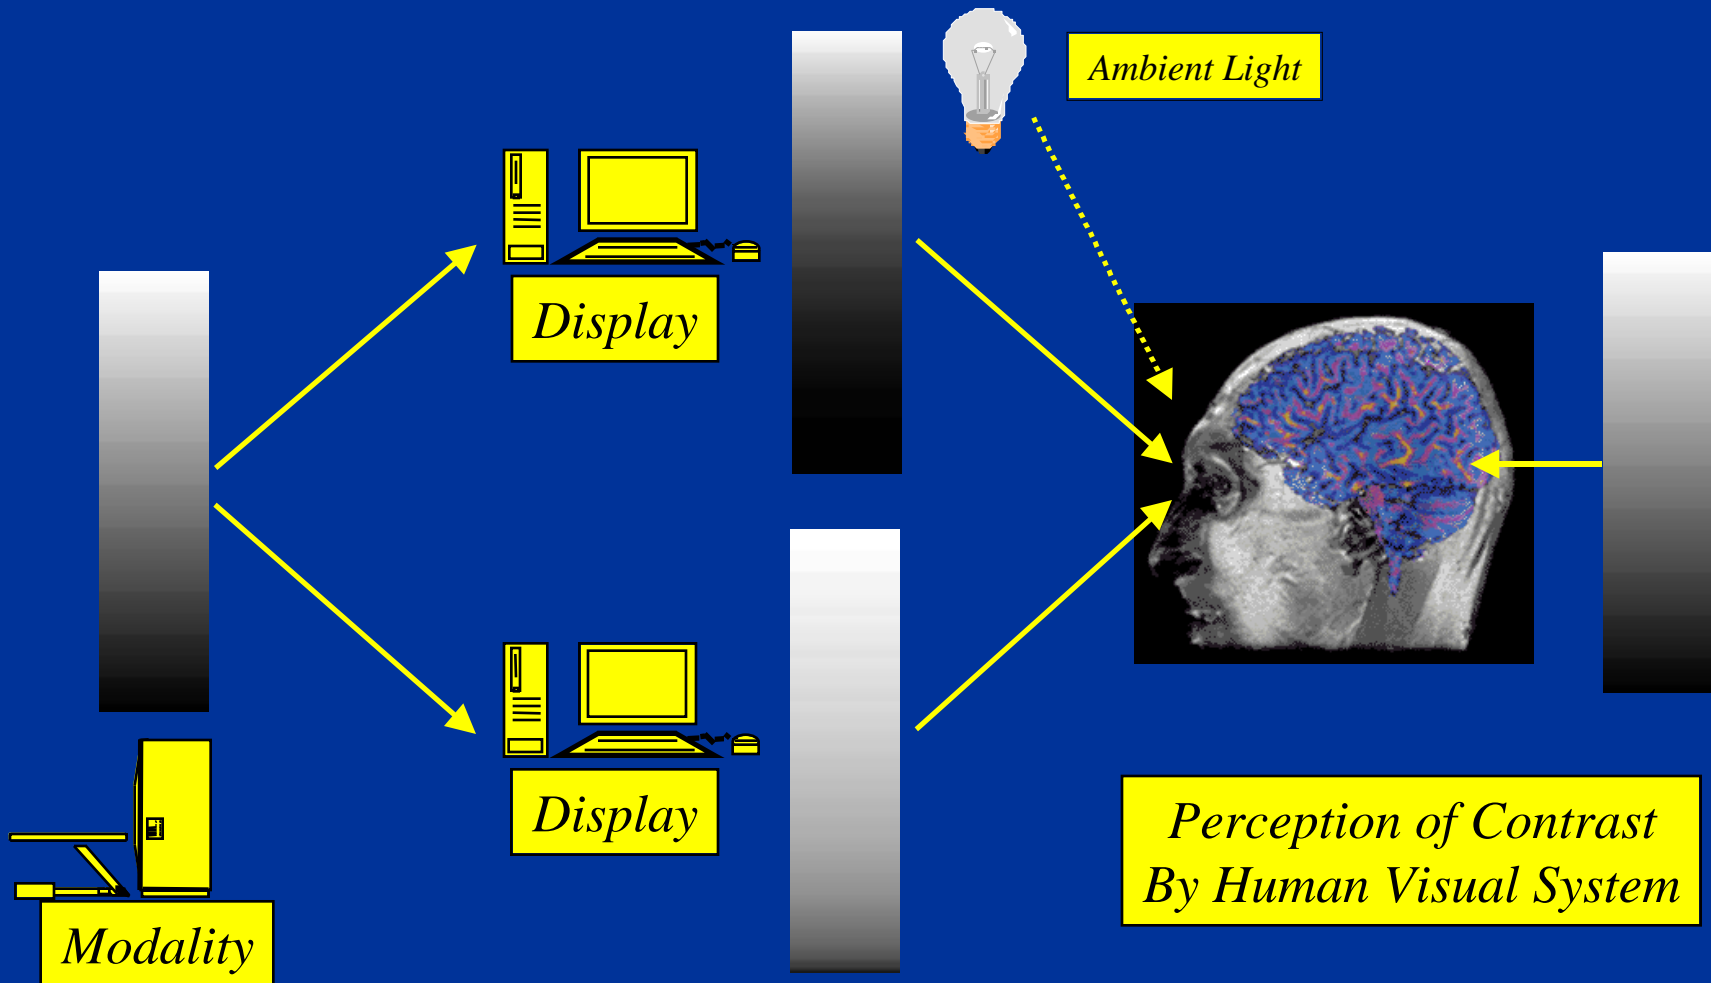 Ambient Light
Display
Display
Modality
Perception of Contrast
By Human Visual System